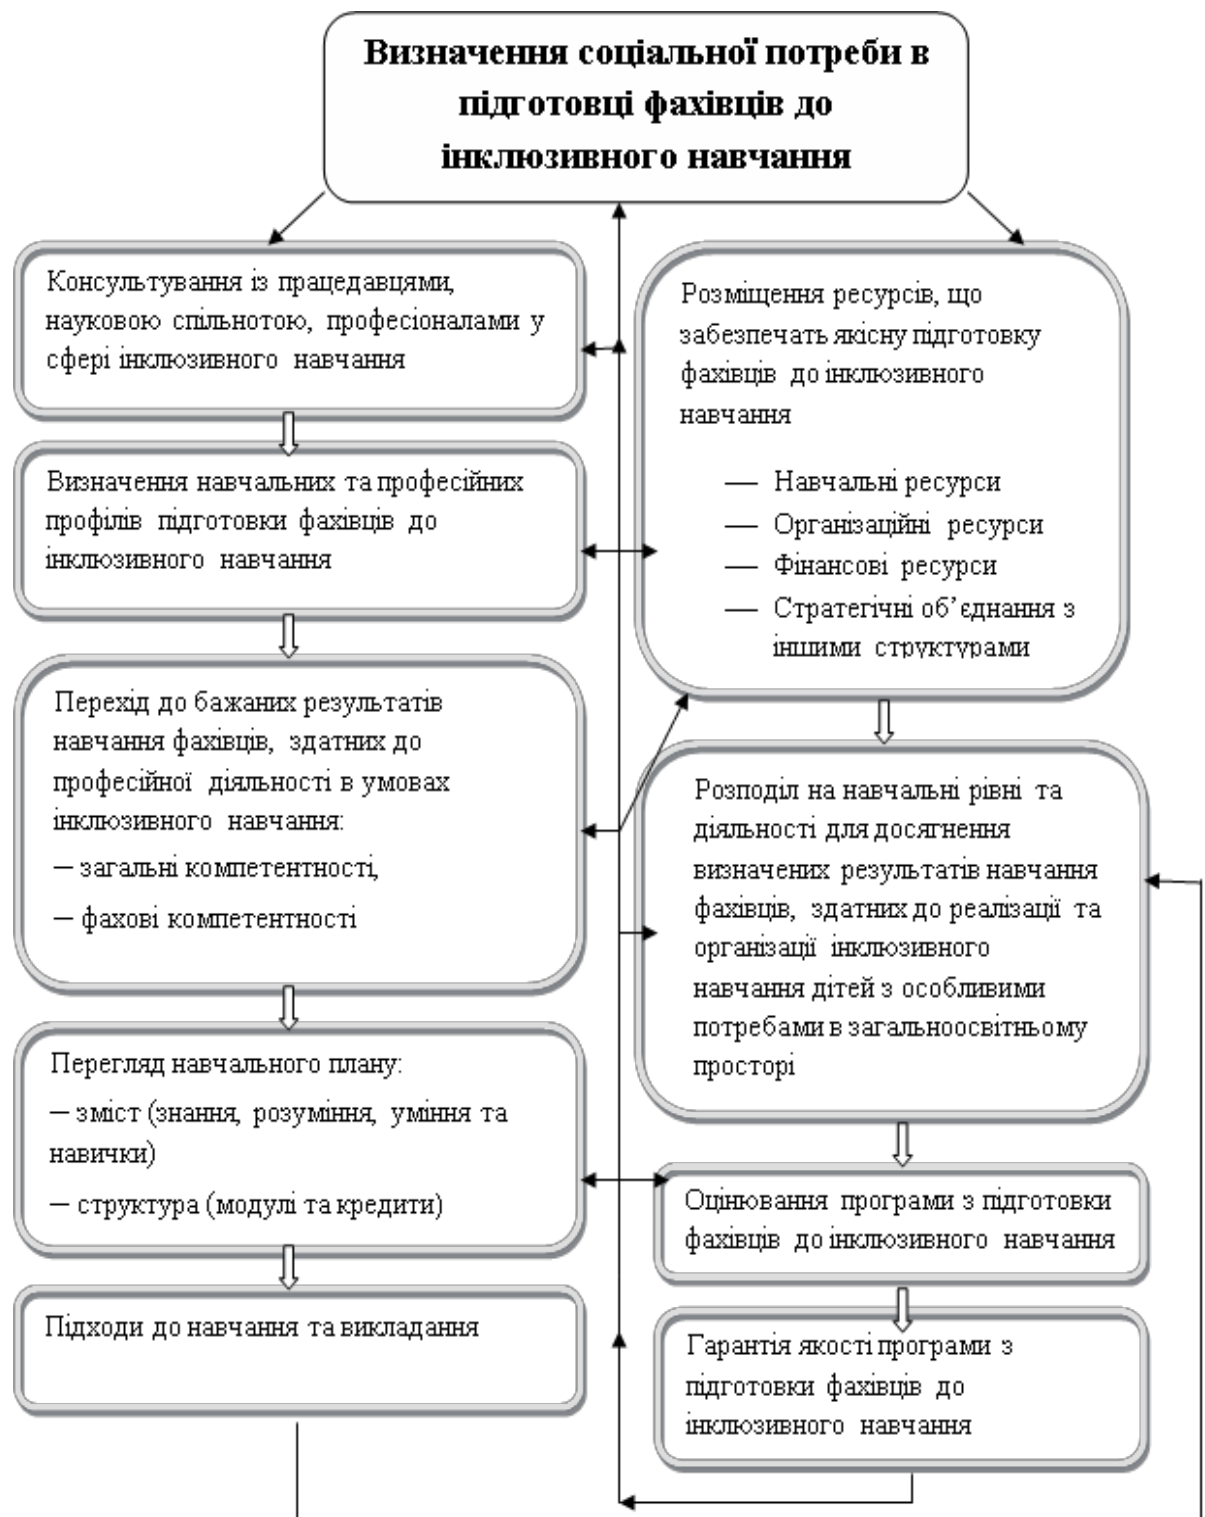 Визначення соціальної потреби в
підготовці фахівців до
інклюзивного навчання
Консультування із працедавцями,
науковою спільнотою, професіоналами у
сфері інклюзивного навчання
Визначення навчальних та професійних
профілів підготовки фахівців до
інклюзивного навчання
Перехід до бажаних результатів
навчання фахівців, здатних до
професійної діяльності в умовах
інклюзивного навчання:
— загальні компетентності,
— фахові компетентності
Перегляд навчального плану:
— зміст (знання, розуміння, уміння та
навички)
— структура (модулі та кредити)
Підходи до навчання та викладання
Розміщення ресурсів, що
забезпечать якісну підготовку
фахівців до інклюзивного
навчання
— Навчальні ресурси
— Організаційні ресурси
— Фінансові ресурси
— Стратегічні об’єднання з
іншими структурами
Розподіл на навчальні рівні та
діяльності для досягнення
визначених результатів навчання
фахівців, здатних до реалізації та
організації інклюзивного
навчання дітей з особливими
потребами в загальноосвітньому
просторі
Оцінювання програми з підготовки
фахівців до інклюзивного навчання
Гарантія якості програми з
підготовки фахівців до
інклюзивного навчання